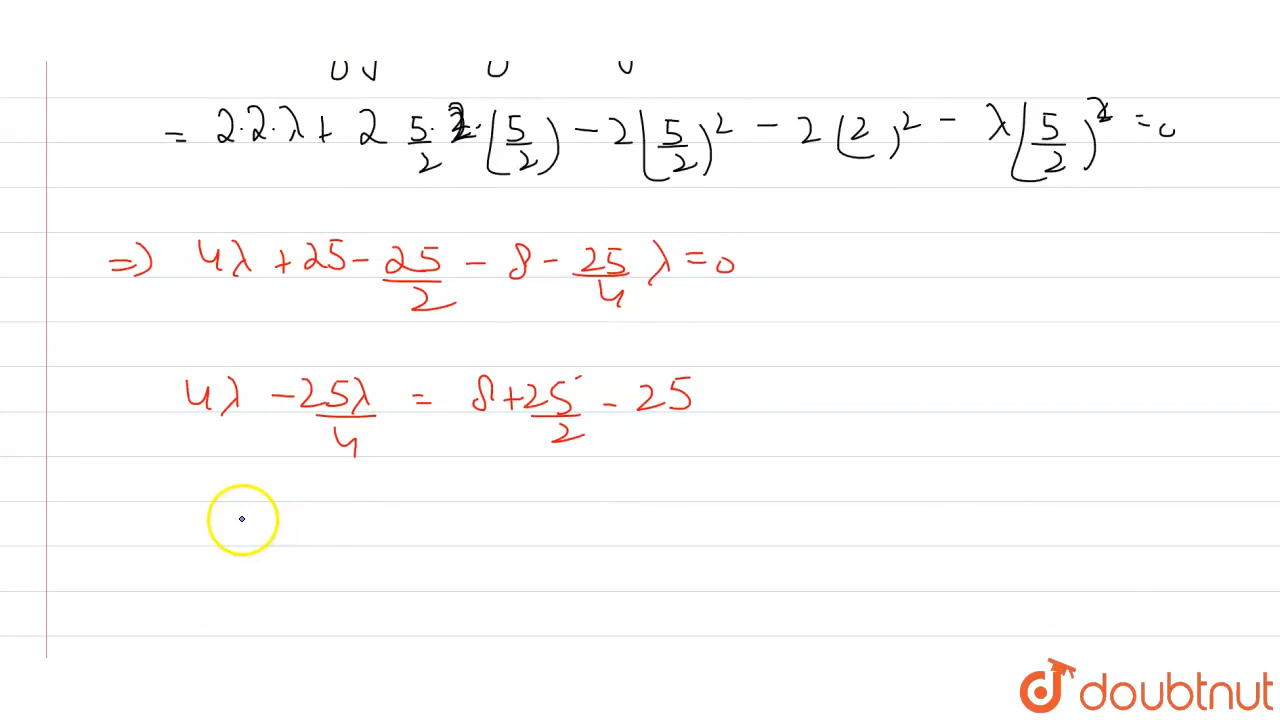 = 2.2.λ + 2 5/2 . 2.(5/2) - 2(5/2)² - 2(2)² - λ(5/2)² = 0
=) 4λ + 25 - 25/2 - 8 - 25/4 λ = 0
4λ - 25λ/4 = 8 + 25/2 - 25
doubtnut